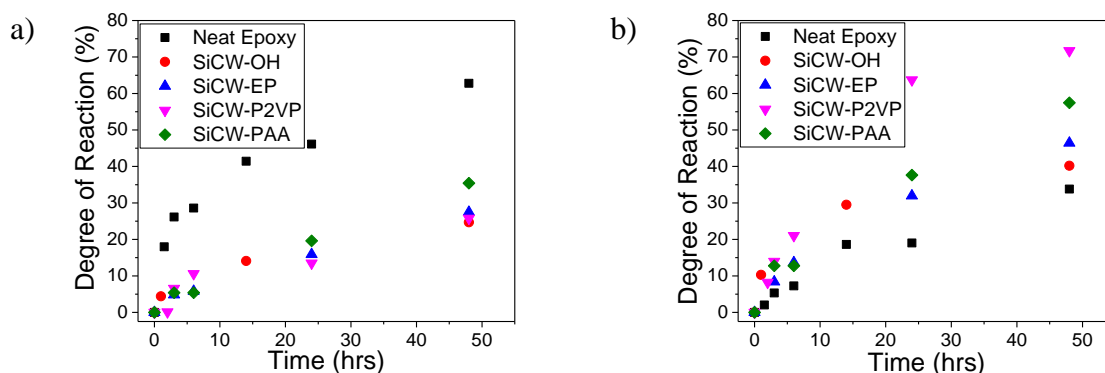 a)
Degree of Reaction (%)
80
70
60
50
40
30
20
10
0
Neat Epoxy
SiCW-OH
SiCW-EP
SiCW-P2VP
SiCW-PAA
0 10 20 30 40 50
Time (hrs)
b)
Degree of Reaction (%)
80
70
60
50
40
30
20
10
0
Neat Epoxy
SiCW-OH
SiCW-EP
SiCW-P2VP
SiCW-PAA
0 10 20 30 40 50
Time (hrs)